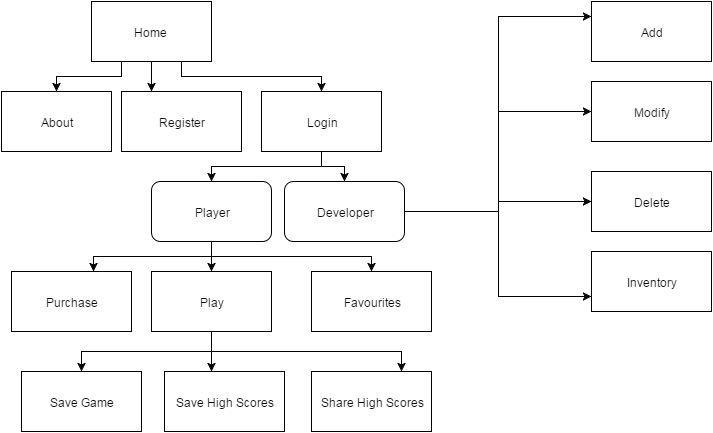 Home
Add
About
Register
Login
Modify
Player
Developer
Delete
Purchase
Play
Favourites
Inventory
Save Game
Save High Scores
Share High Scores